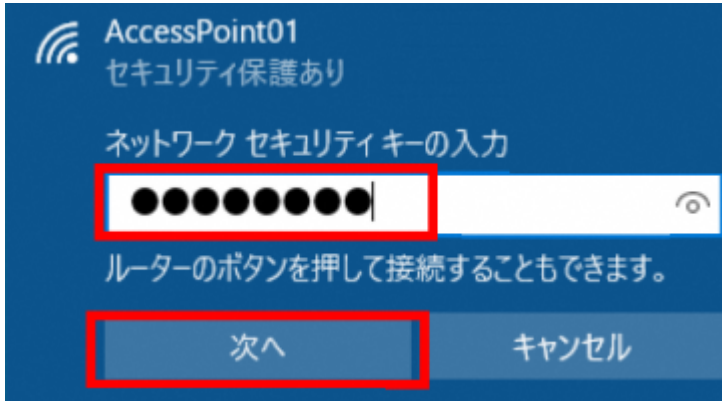 AccessPoint01
セキュリティ保護あり
ネットワーク セキュリティ キーの入力
●●●●●●●●
ルーターのボタンを押して接続することもできます。
次へ キャンセル